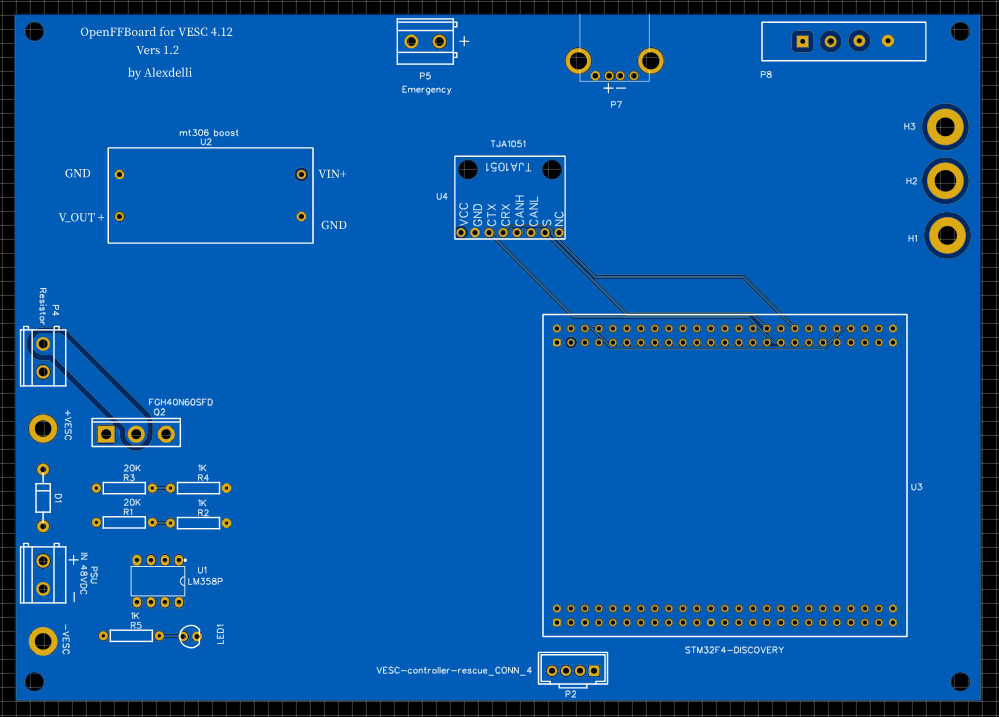 OpenFFBoard for VESC 4.12
Vers 1.2
by Alexdelli
+
P5
Emergency
+−
P7
P8
H3
H2
H1
mt306 boost
U2
GND
VIN+
V_OUT +
GND
TJA1051
TJA1051
U4
VCC
GND
CTX
CRX
CANH
CANL
S
NC
P4
Resistor
FGH40N60SFD
Q2
+VESC
20K
R3
1K
R4
D1
20K
R1
1K
R2
+
PSU
IN 48VDC
−
U1
LM358P
1K
R5
LED1
−VESC
U3
STM32F4-DISCOVERY
VESC-controller-rescue_CONN_4
P2